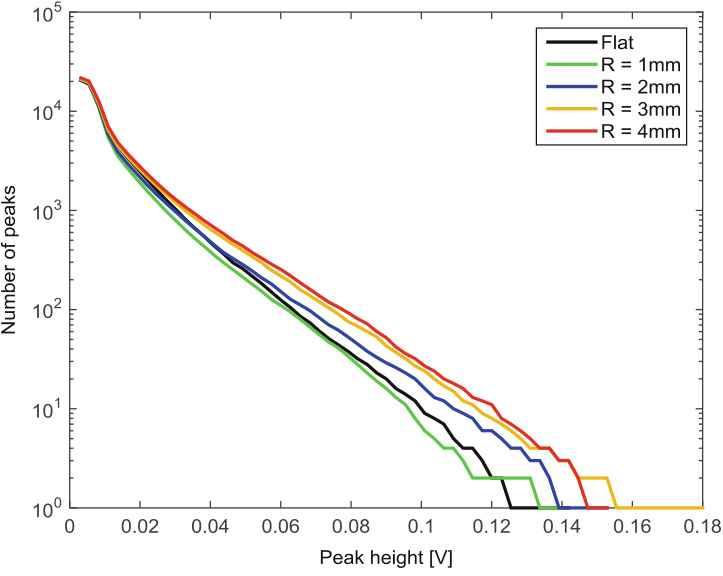 10^5
10^4
10^3
10^2
10^1
10^0
Number of peaks
Flat
R = 1mm
R = 2mm
R = 3mm
R = 4mm
0 0.02 0.04 0.06 0.08 0.1 0.12 0.14 0.16 0.18
Peak height [V]